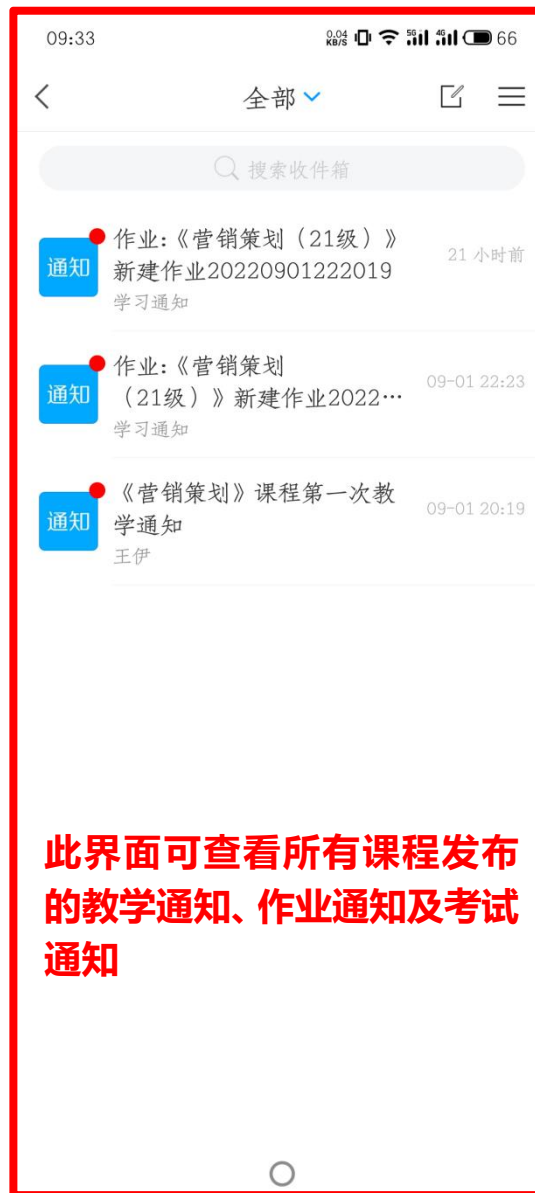 09:33 0.04 KB/S 5G 4G 66
全部
搜索收件箱
作业:《营销策划（21级）》
通知 新建作业20220901222019 21 小时前
学习通知
作业:《营销策划
通知 （21级）》新建作业2022… 09-01 22:23
学习通知
《营销策划》课程第一次教
通知 学通知 09-01 20:19
王伊
此界面可查看所有课程发布
的教学通知、作业通知及考试
通知